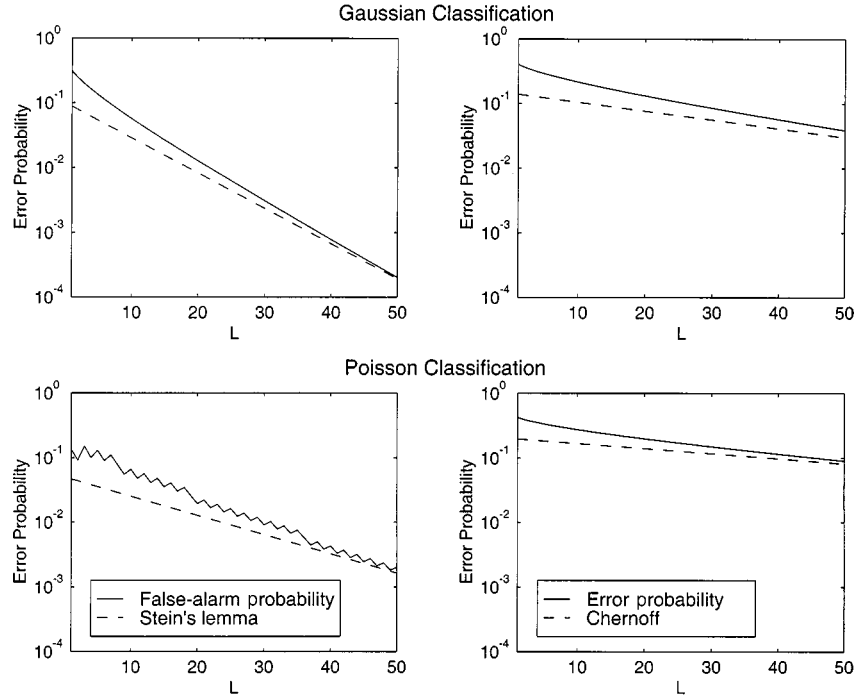 Gaussian Classification
10^0
10^-1
10^-2
10^-3
10^-4
Error Probability
10 20 30 40 50
L
10^0
10^-1
10^-2
10^-3
10^-4
Error Probability
10 20 30 40 50
L
Poisson Classification
10^0
10^-1
10^-2
10^-3
10^-4
Error Probability
False-alarm probability
Stein's lemma
10 20 30 40 50
L
10^0
10^-1
10^-2
10^-3
10^-4
Error Probability
Error probability
Chernoff
10 20 30 40 50
L